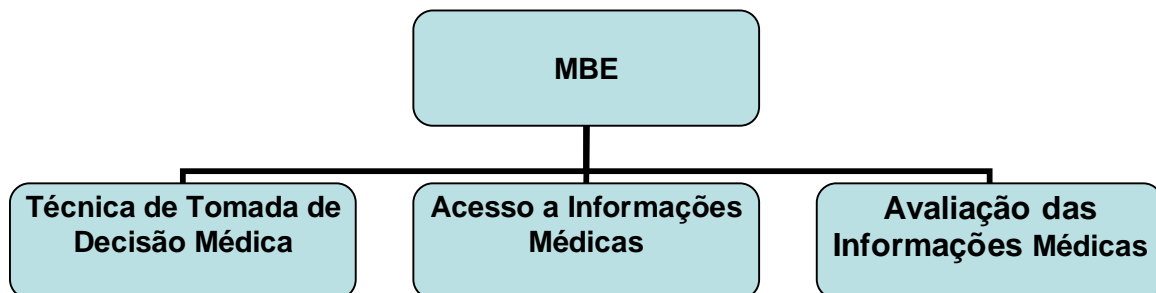 MBE
Técnica de Tomada de
Decisão Médica
Acesso a Informações
Médicas
Avaliação das
Informações Médicas